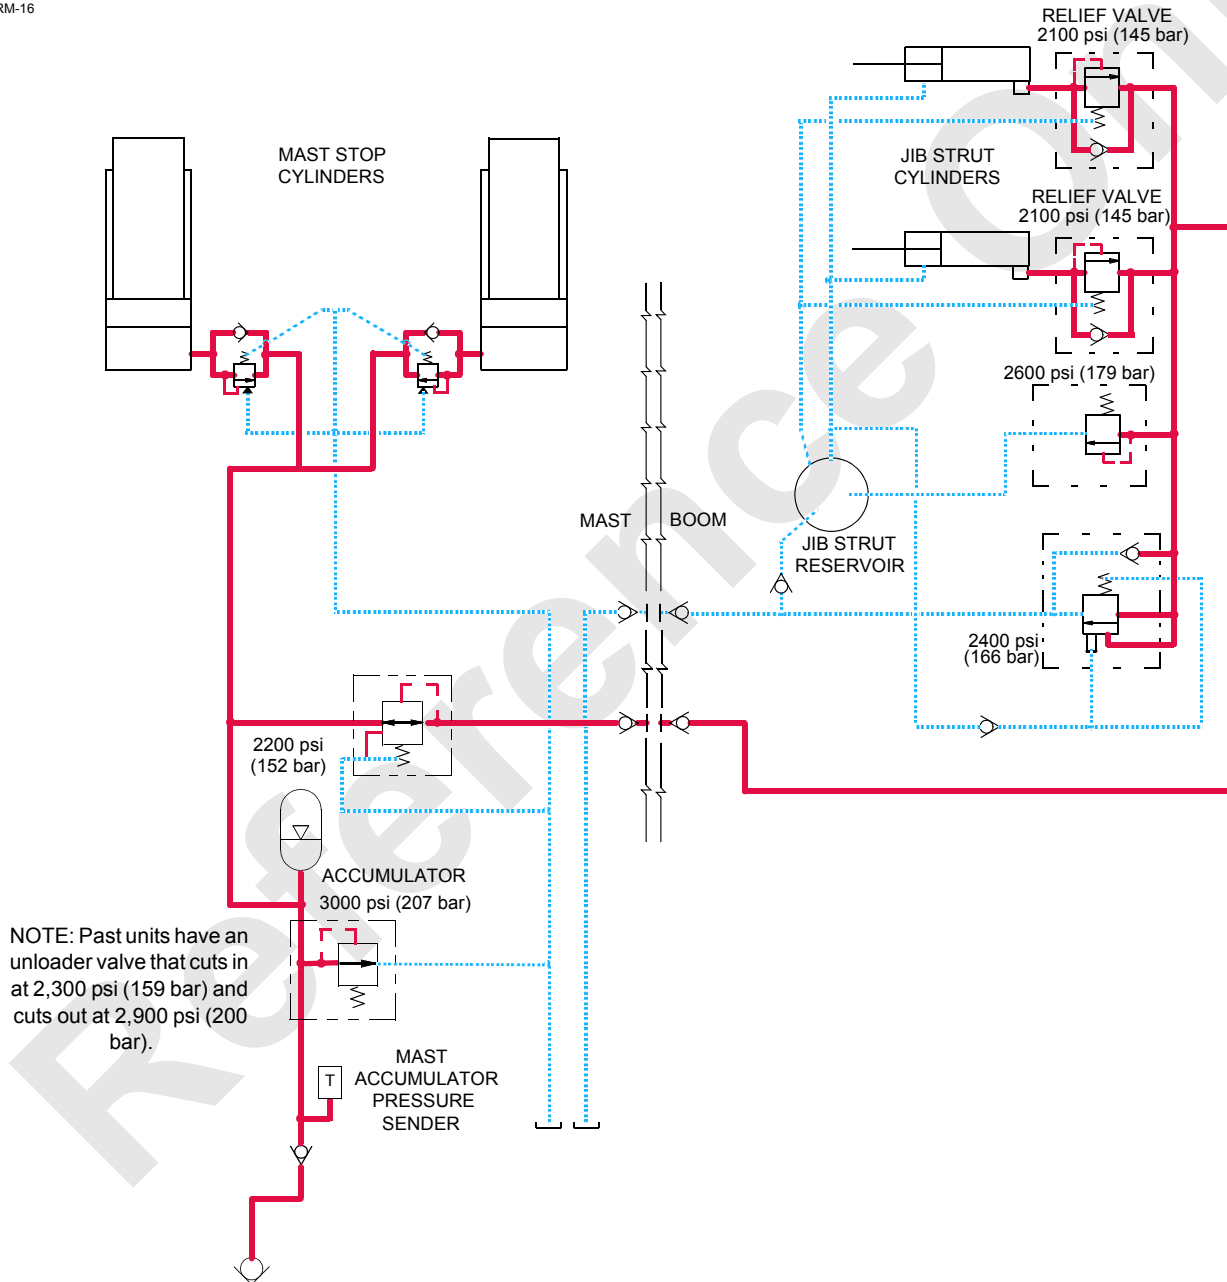 RM-16
RELIEF VALVE
2100 psi (145 bar)
MAST STOP
CYLINDERS
JIB STRUT
CYLINDERS
RELIEF VALVE
2100 psi (145 bar)
2600 psi (179 bar)
MAST
BOOM
JIB STRUT
RESERVOIR
2400 psi
(166 bar)
2200 psi
(152 bar)
ACCUMULATOR
3000 psi (207 bar)
NOTE: Past units have an
unloader valve that cuts in
at 2,300 psi (159 bar) and
cuts out at 2,900 psi (200
bar).
T
MAST
ACCUMULATOR
PRESSURE
SENDER
Reference On